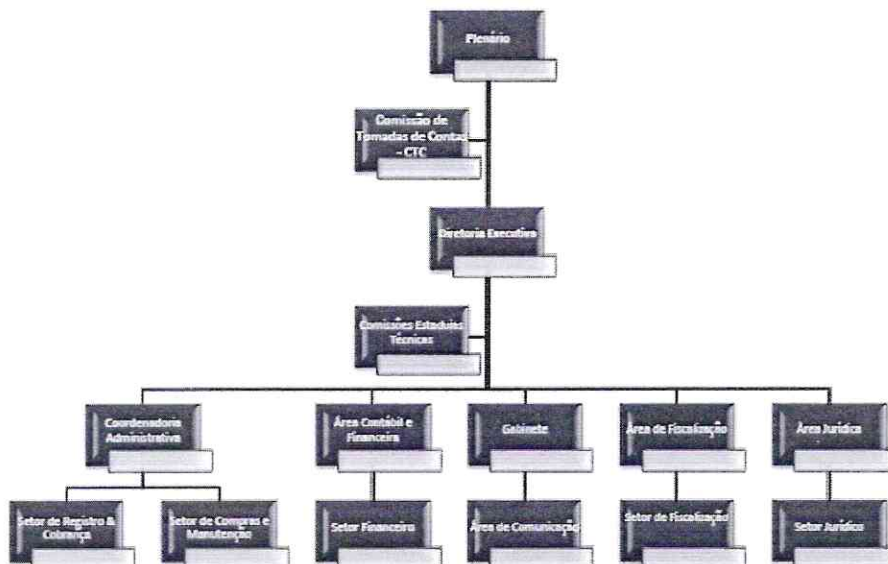 Plenário
Comissão de
Tomadas de Contas
- CTC
Diretoria Executiva
Comissões Estaduais
Técnicas
Coordenadoria
Administrativa
Área Contábil e
Financeira
Gabinete
Área de Fiscalização
Área Jurídica
Setor de Registro &
Cobrança
Setor de Compras e
Manutenção
Setor Financeiro
Área de Comunicação
Setor de Fiscalização
Setor Jurídico